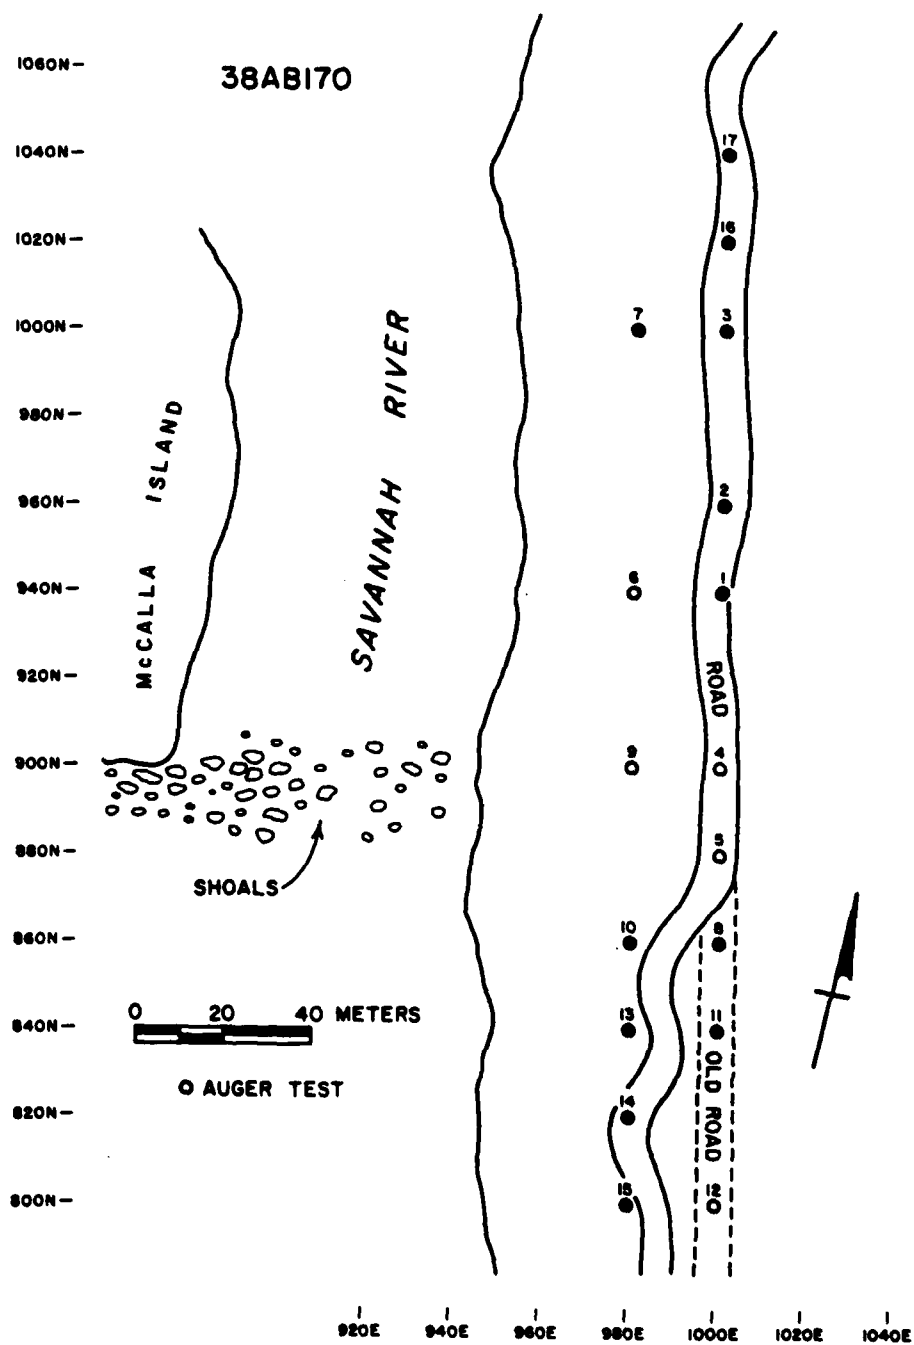 1060N
38AB170
17
1040N
16
1020N
7
3
1000N
980N
McCALLA ISLAND
SAVANNAH RIVER
2
960N
6
1
940N
920N
ROAD
9
4
900N
5
880N
SHOALS
10
8
860N
0 20 40 METERS
13
11
840N
AUGER TEST
OLD ROAD
14
820N
15
12
800N
920E 940E 960E 980E 1000E 1020E 1040E